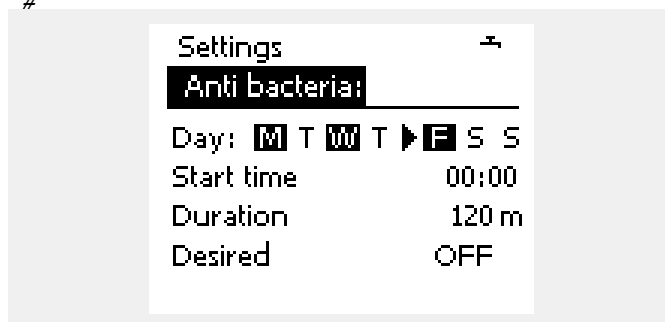 #
Settings
Anti bacteria:
Day: M T W T F S S
Start time 00:00
Duration 120 m
Desired OFF